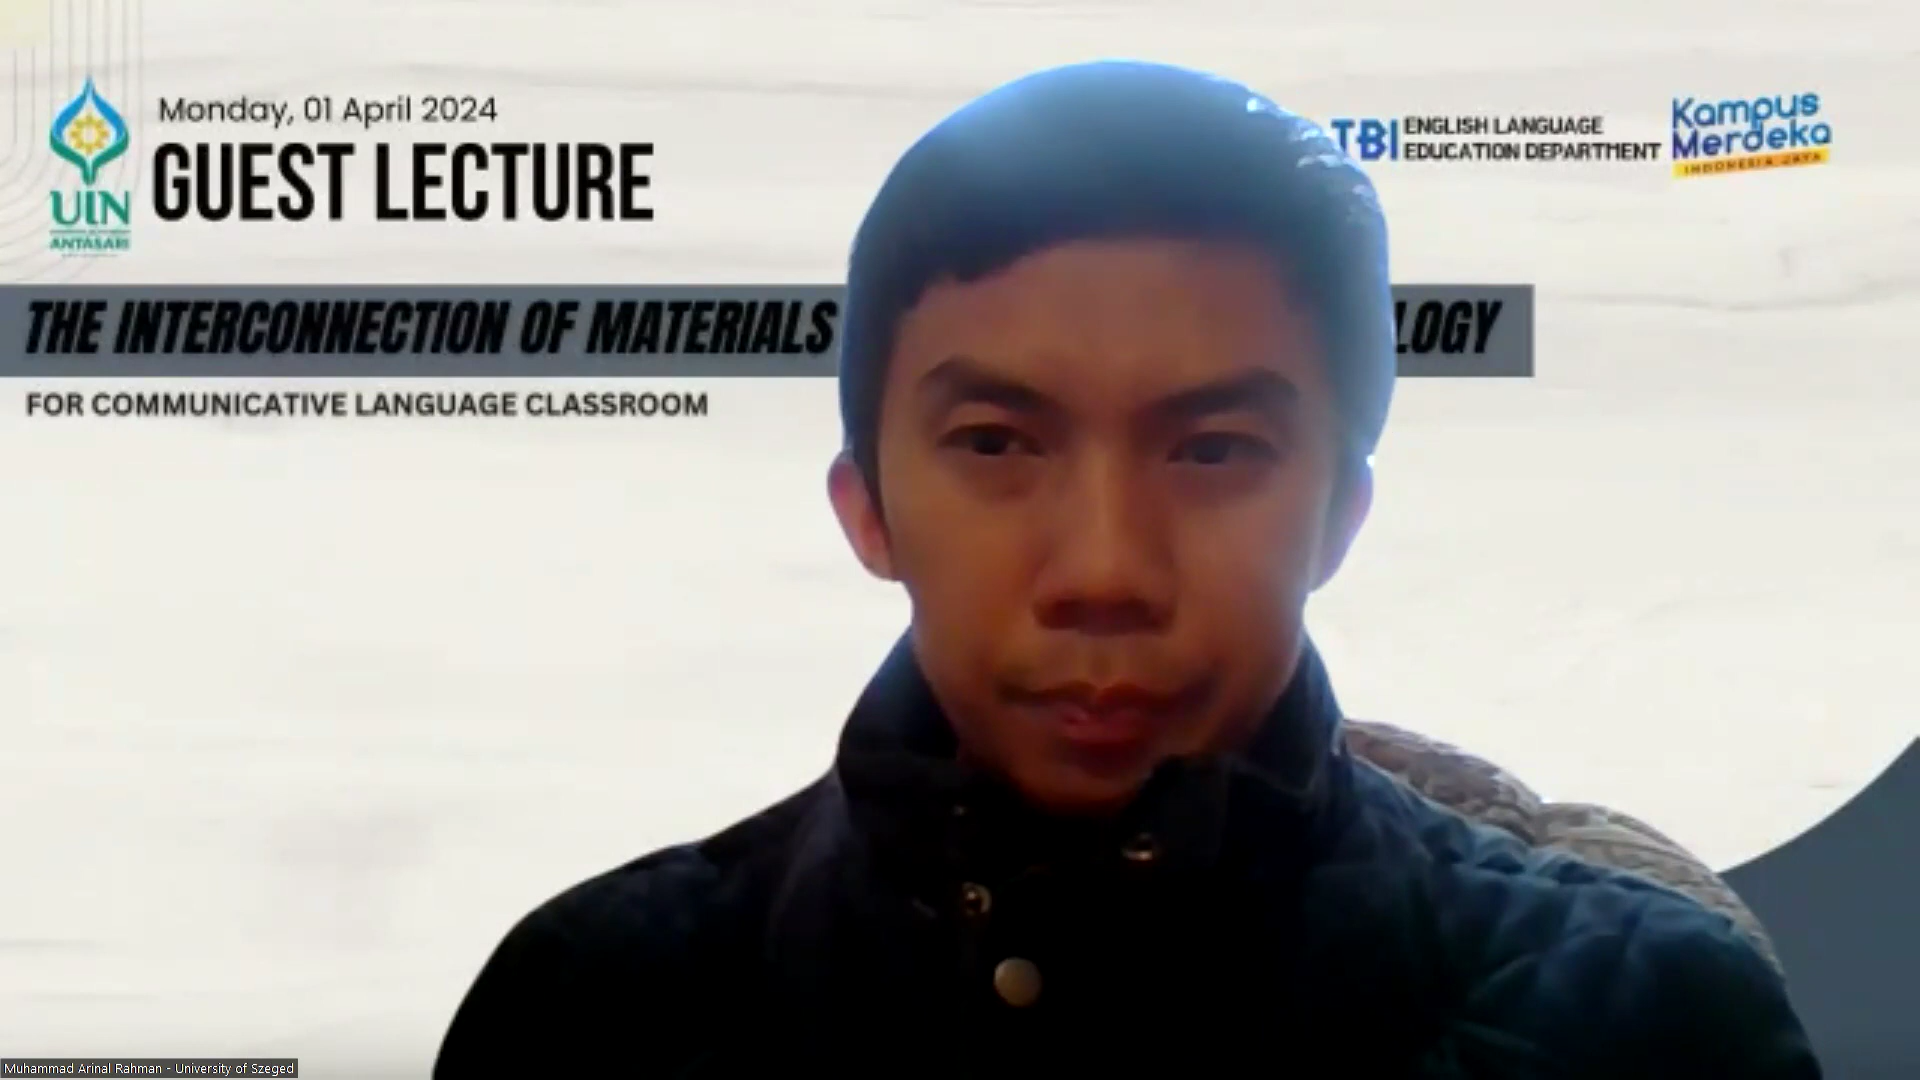 Monday, 01 April 2024
GUEST LECTURE
UIN
ANTASARI
TBI ENGLISH LANGUAGE
EDUCATION DEPARTMENT
Kampus
Merdeka
INDONESIA JAYA
THE INTERCONNECTION OF MATERIALS LOGY
FOR COMMUNICATIVE LANGUAGE CLASSROOM
Muhammad Arinal Rahman - University of Szeged